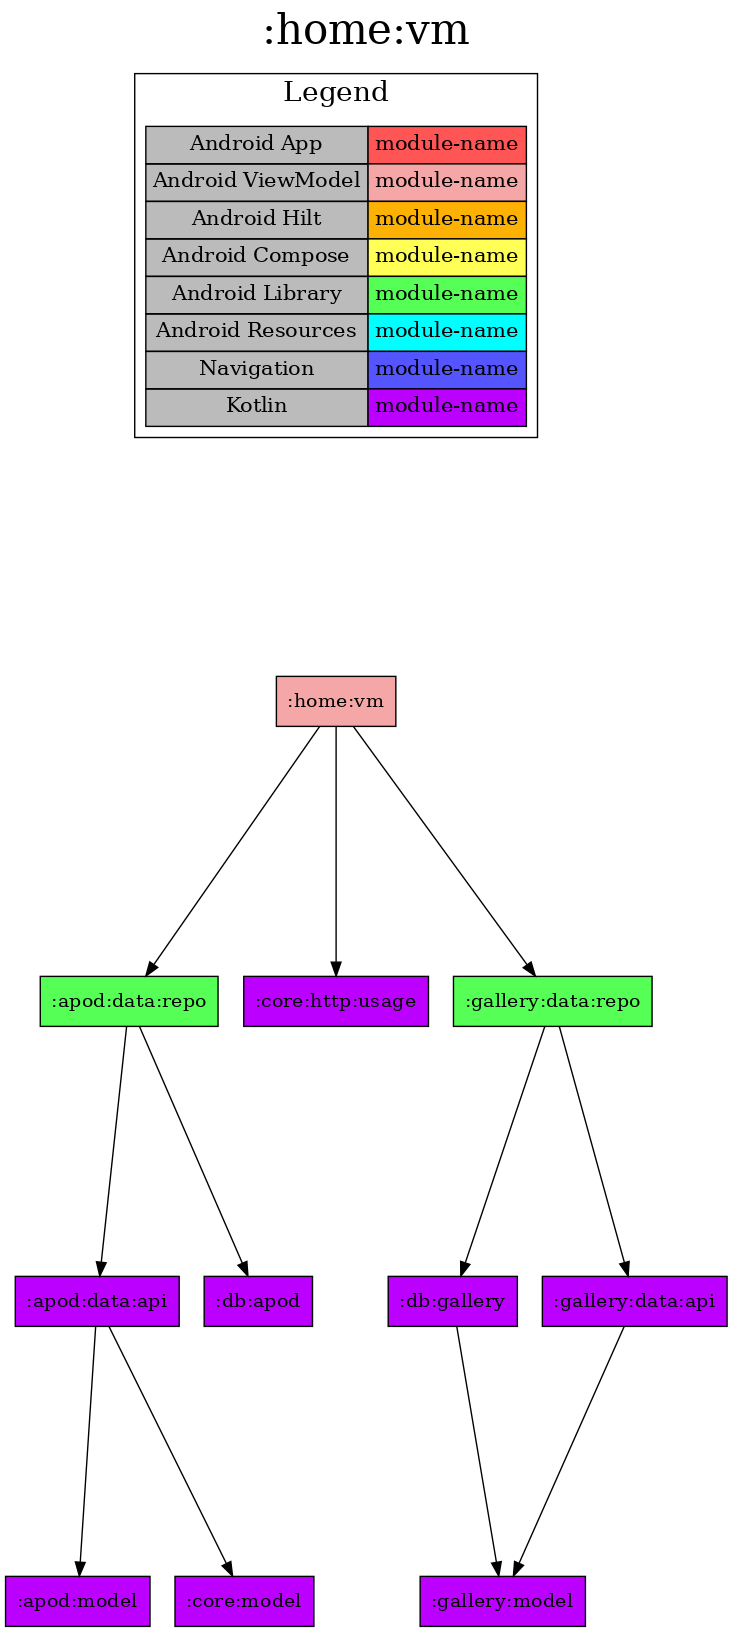 :home:vm
Legend
Android App module-name
Android ViewModel module-name
Android Hilt module-name
Android Compose module-name
Android Library module-name
Android Resources module-name
Navigation module-name
Kotlin module-name
:home:vm
:apod:data:repo :core:http:usage :gallery:data:repo
:apod:data:api :db:apod :db:gallery :gallery:data:api
:apod:model :core:model :gallery:model